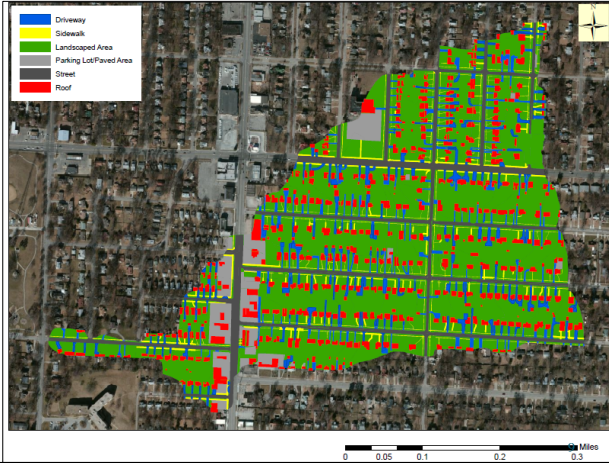 Driveway
Sidewalk
Landscaped Area
Parking Lot/Paved Area
Street
Roof
N
Miles
0 0.05 0.1 0.2 0.3